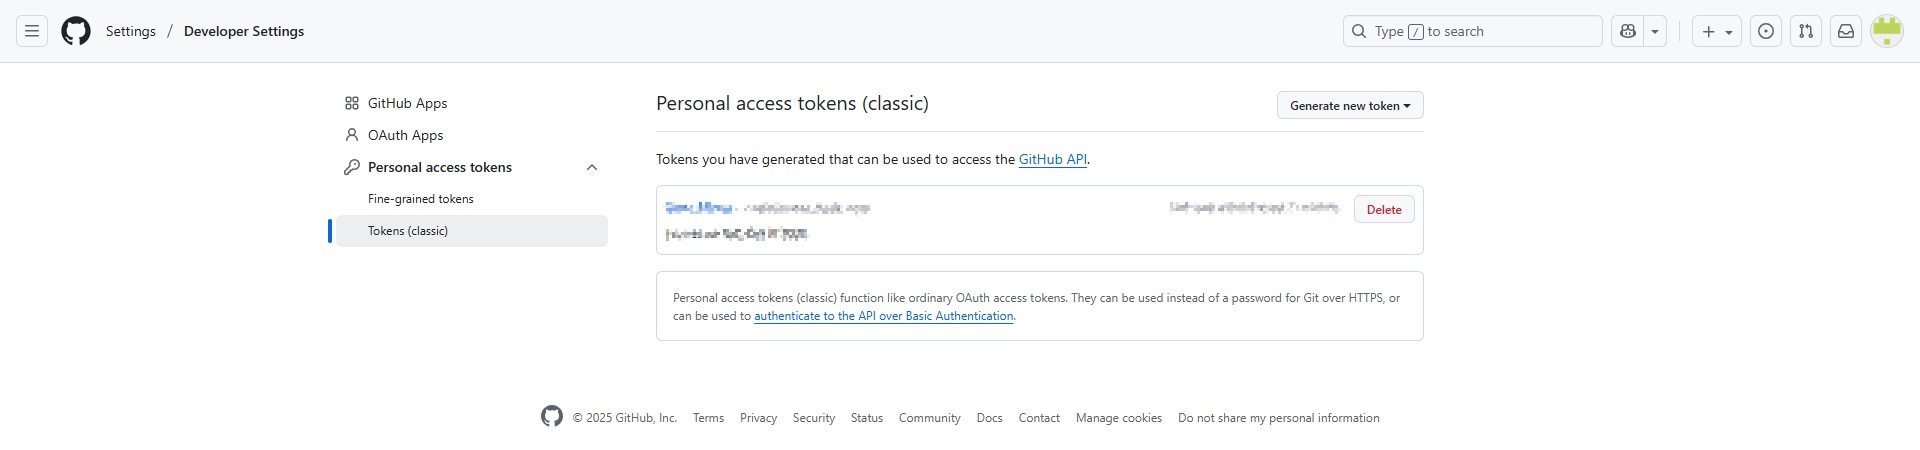 Settings / Developer Settings
Type / to search
GitHub Apps
OAuth Apps
Personal access tokens
Fine-grained tokens
Tokens (classic)
Personal access tokens (classic)
Generate new token
Tokens you have generated that can be used to access the GitHub API.
Delete
Personal access tokens (classic) function like ordinary OAuth access tokens. They can be used instead of a password for Git over HTTPS, or
can be used to authenticate to the API over Basic Authentication.
© 2025 GitHub, Inc. Terms Privacy Security Status Community Docs Contact Manage cookies Do not share my personal information